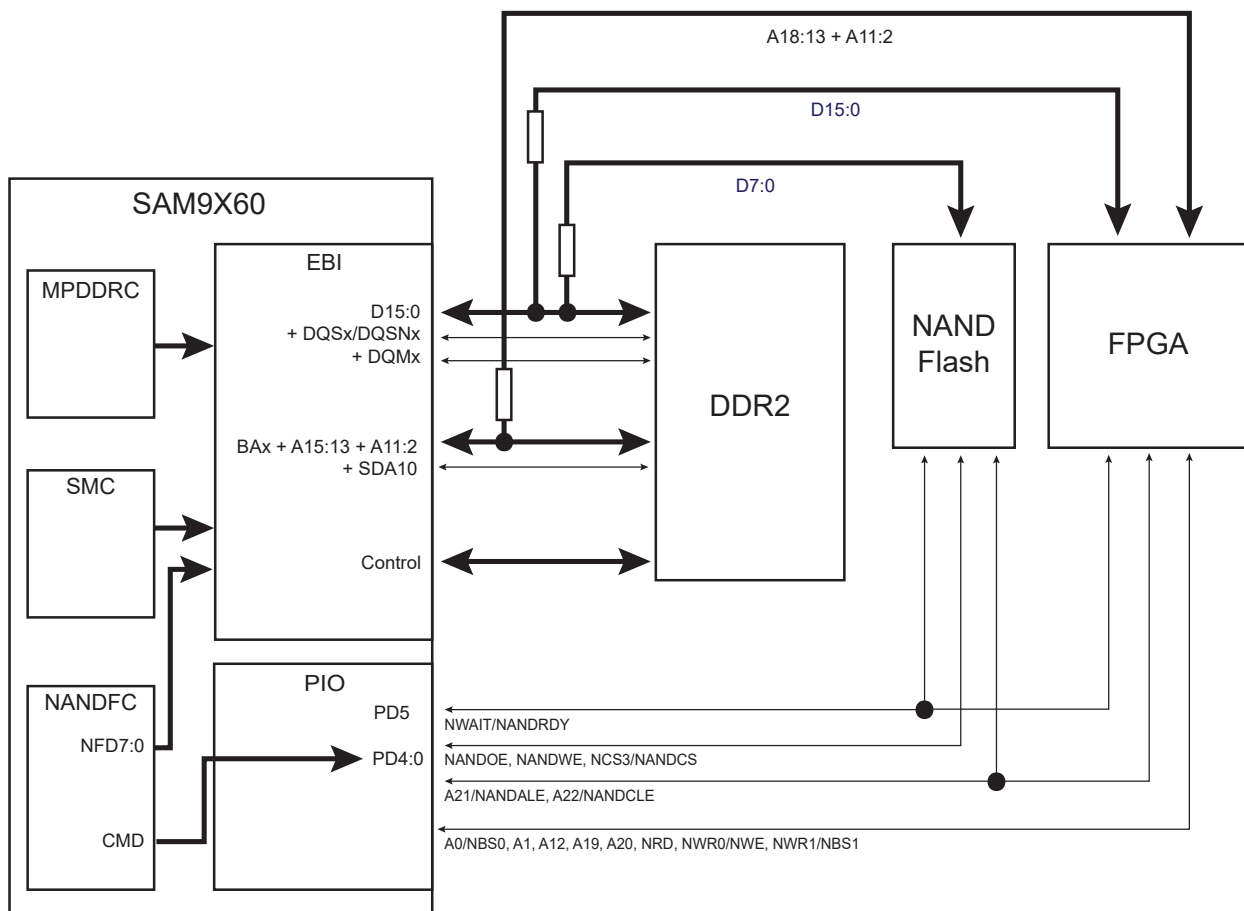 A18:13 + A11:2
D15:0
D7:0
SAM9X60
EBI
MPDDRC
D15:0
+ DQSx/DQSNx
+ DQMx
NAND
Flash
FPGA
DDR2
BAx + A15:13 + A11:2
+ SDA10
SMC
Control
PIO
NANDFC
PD5
NWAIT/NANDRDY
NFD7:0
PD4:0
NANDOE, NANDWE, NCS3/NANDCS
A21/NANDALE, A22/NANDCLE
CMD
A0/NBS0, A1, A12, A19, A20, NRD, NWR0/NWE, NWR1/NBS1